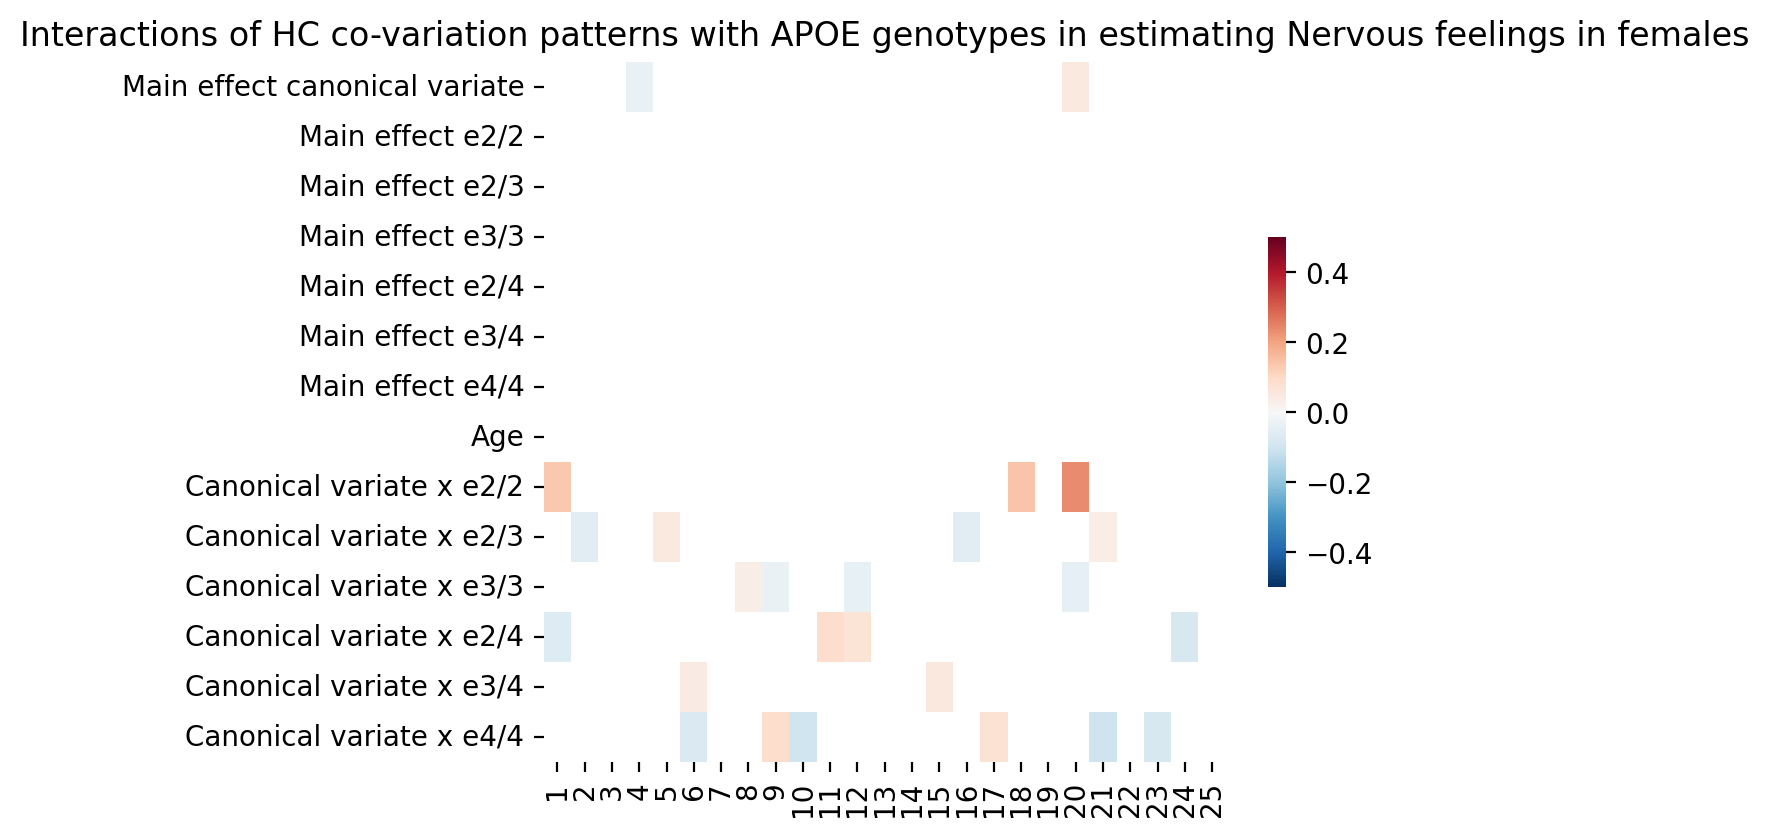 Interactions of HC co-variation patterns with APOE genotypes in estimating Nervous feelings in females
Main effect canonical variate
Main effect e2/2
Main effect e2/3
Main effect e3/3
Main effect e2/4
Main effect e3/4
Main effect e4/4
Age
Canonical variate x e2/2
Canonical variate x e2/3
Canonical variate x e3/3
Canonical variate x e2/4
Canonical variate x e3/4
Canonical variate x e4/4
1 2 3 4 5 6 7 8 9 10 11 12 13 14 15 16 17 18 19 20 21 22 23 24 25
0.4
0.2
0.0
−0.2
−0.4